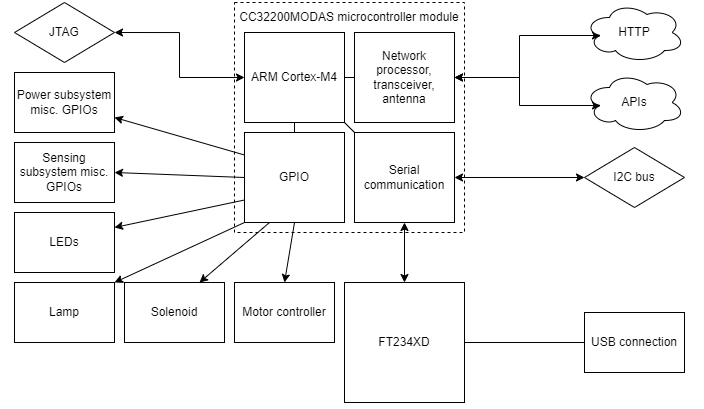 CC32200MODAS microcontroller module
JTAG
ARM Cortex-M4
Network
processor,
transceiver,
antenna
HTTP
APIs
Power subsystem
misc. GPIOs
Sensing
subsystem misc.
GPIOs
GPIO
Serial
communication
I2C bus
LEDs
Lamp
Solenoid
Motor controller
FT234XD
USB connection